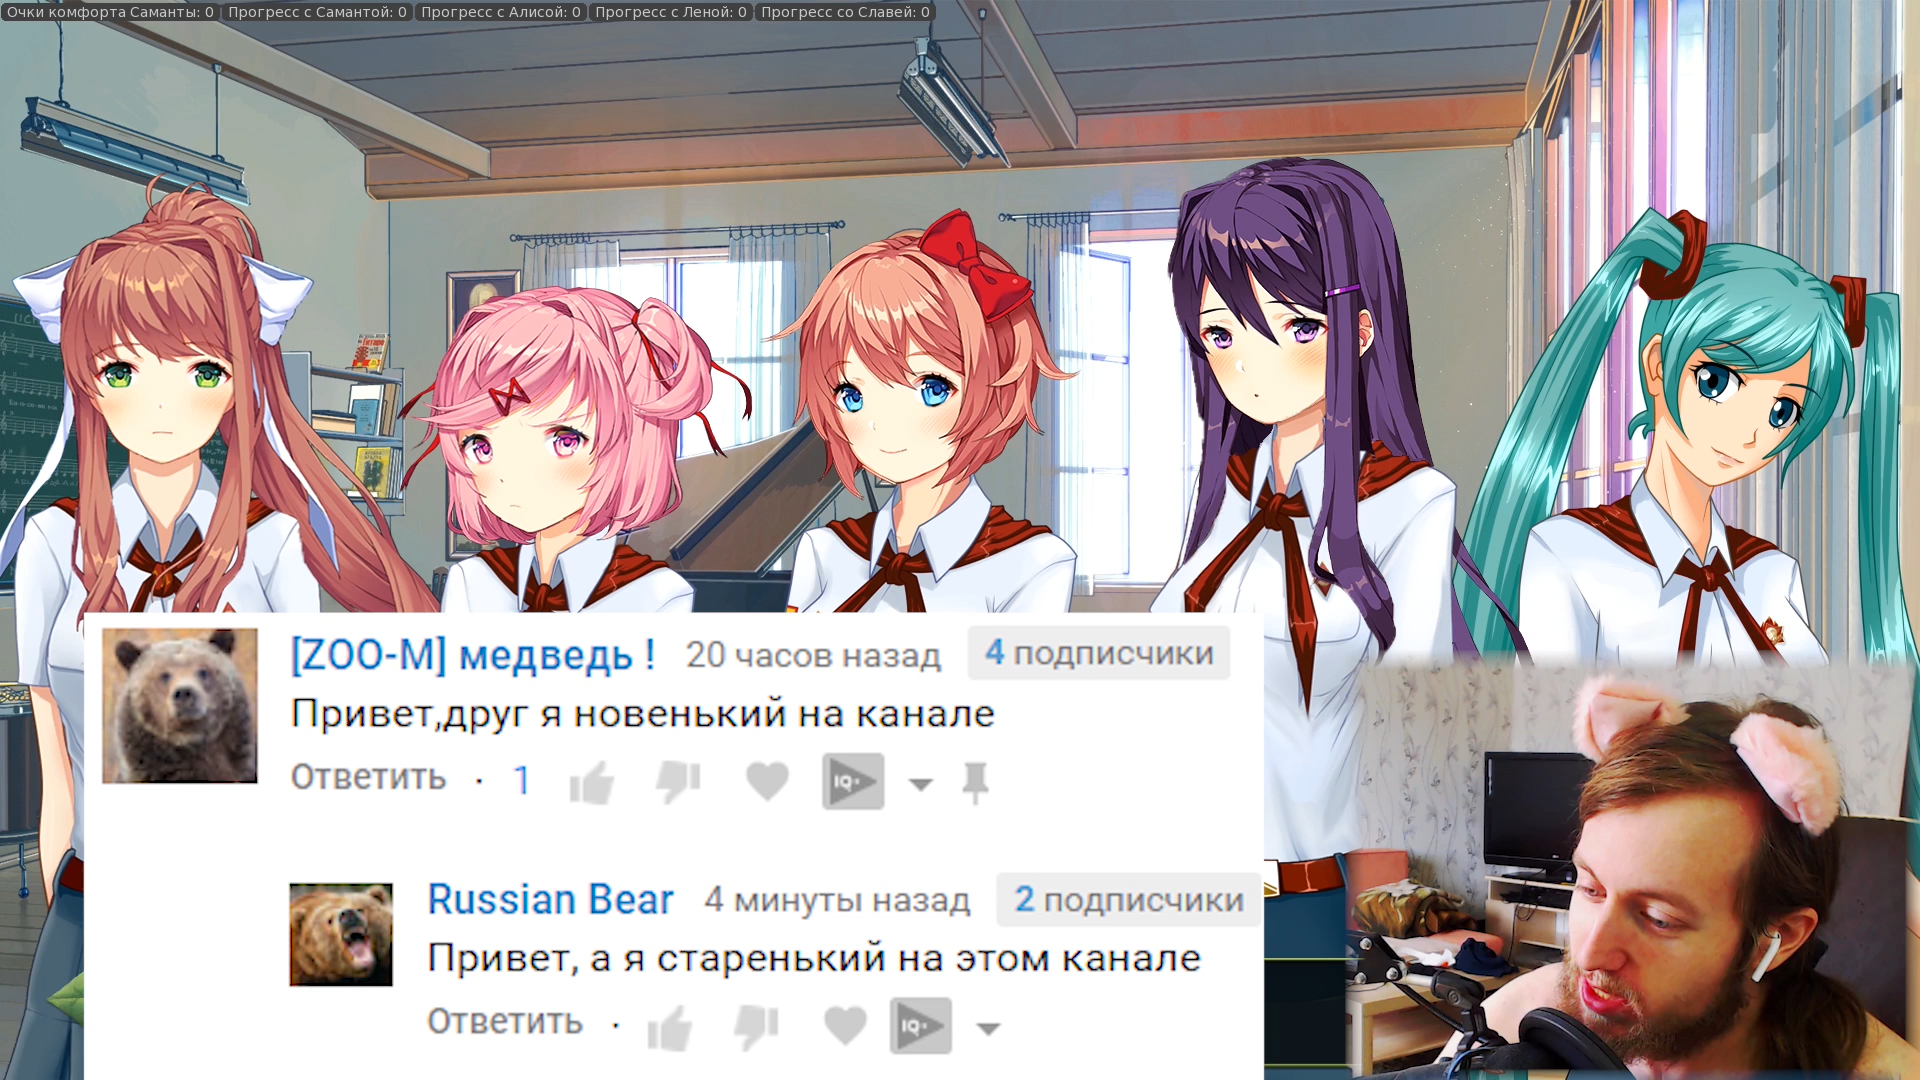 Очки комфорта Саманты: 0 Прогресс с Самантой: 0 Прогресс с Алисой: 0 Прогресс с Леной: 0 Прогресс со Славей: 0
[ZOO-M] медведь ! 20 часов назад 4 подписчики
Привет,друг я новенький на канале
Ответить · 1 IQ+
Russian Bear 4 минуты назад 2 подписчики
Привет, а я старенький на этом канале
Ответить · IQ+